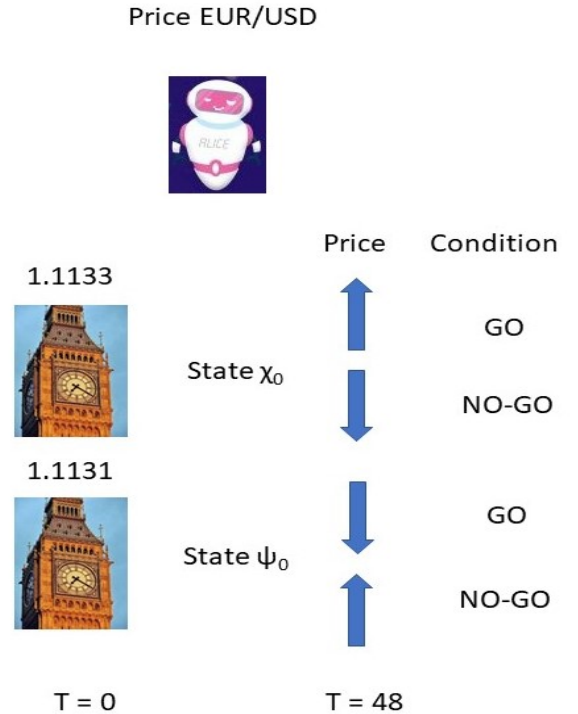 Price EUR/USD
ALICE
Price Condition
1.1133
GO
State χ₀
NO-GO
1.1131
GO
State ψ₀
NO-GO
T = 0 T = 48